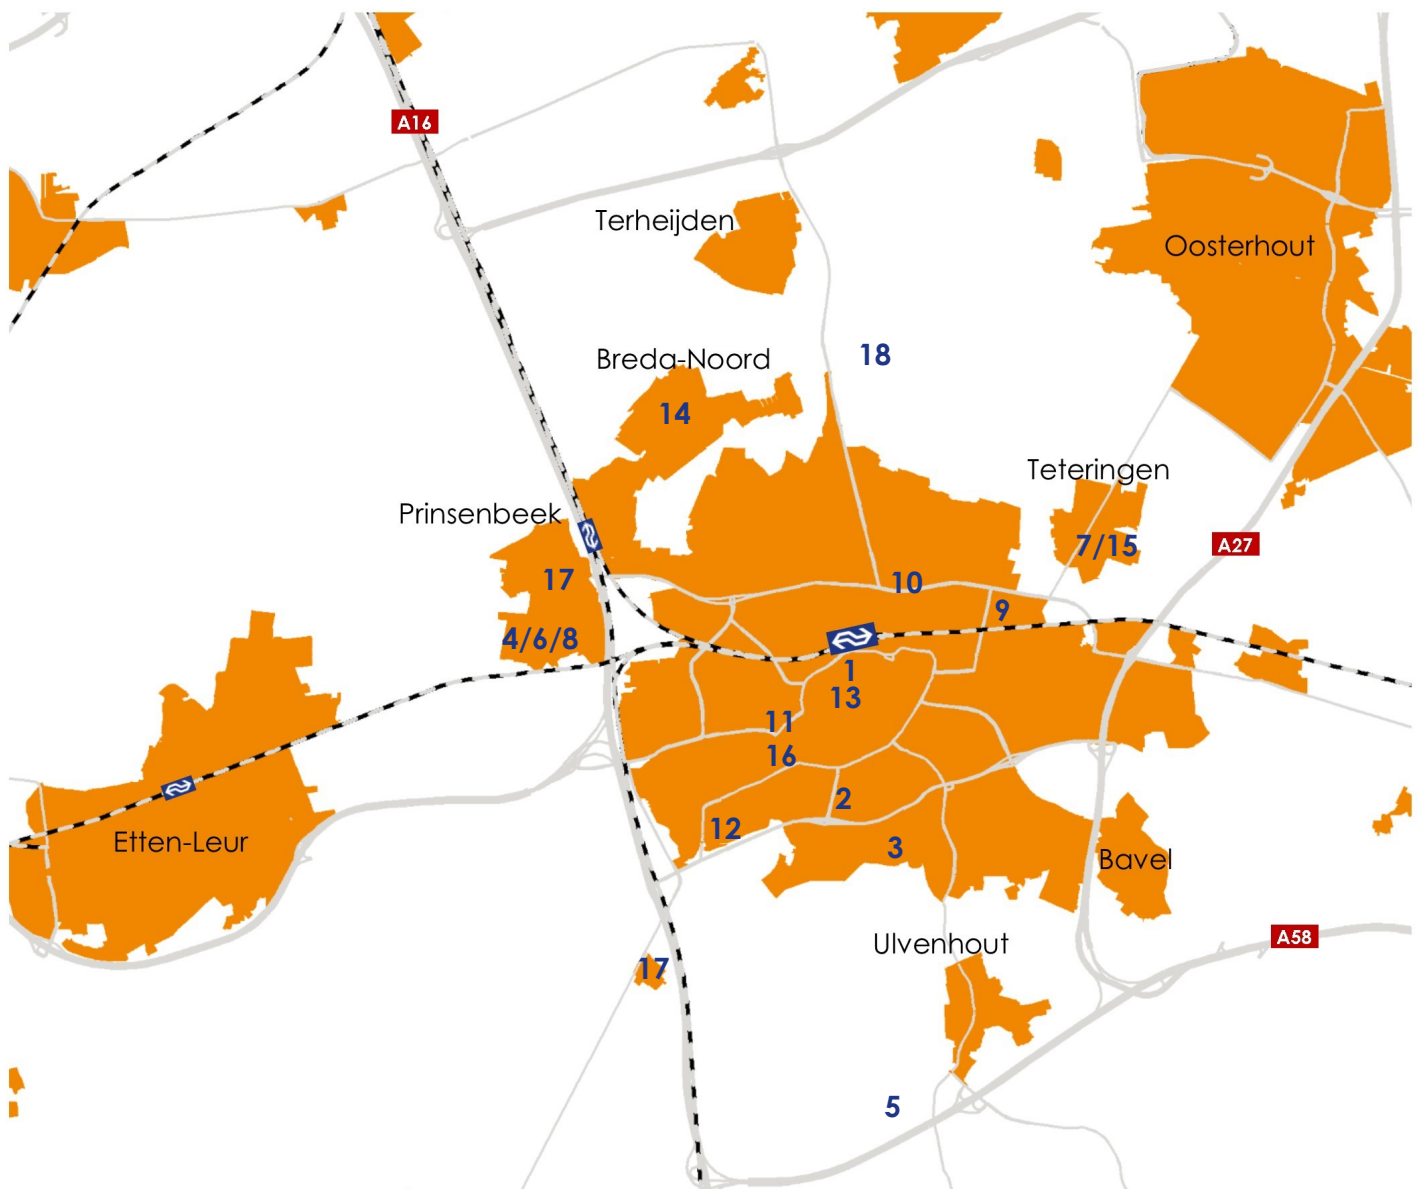 A16
Terheijden
Oosterhout
18
Breda-Noord
14
Teteringen
Prinsenbeek
7/15
A27
17
10
9
4/6/8
1
13
11
16
2
12
3
Etten-Leur
Bavel
A58
Ulvenhout
17
5